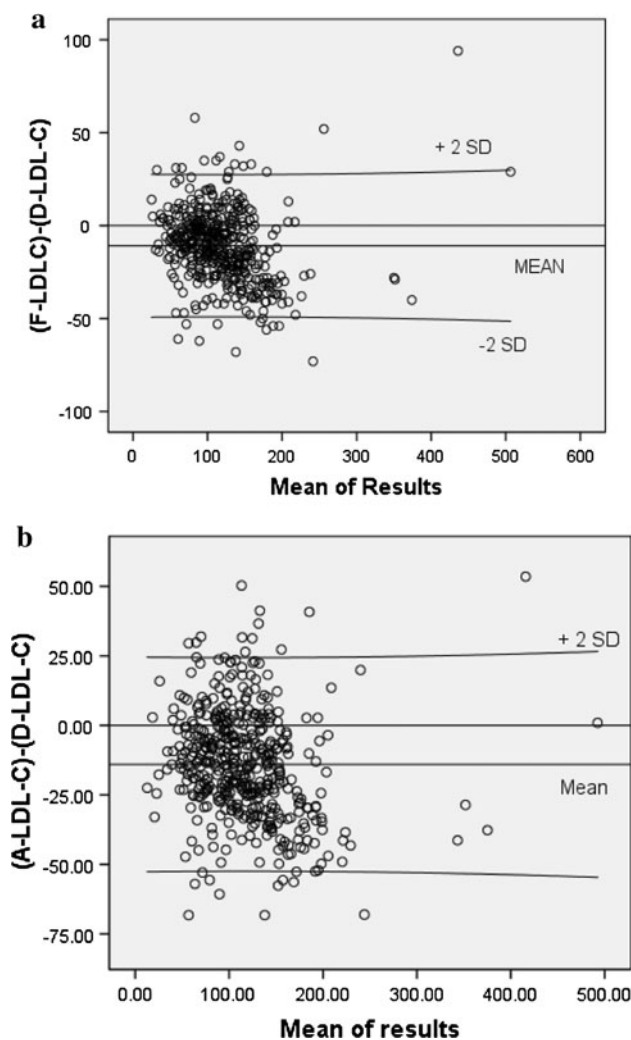 a
100
50
0
-50
-100
(F-LDLC)-(D-LDL-C)
+ 2 SD
MEAN
-2 SD
0 100 200 300 400 500 600
Mean of Results
b
50.00
25.00
0.00
-25.00
-50.00
-75.00
(A-LDL-C)-(D-LDL-C)
+ 2 SD
Mean
0.00 100.00 200.00 300.00 400.00 500.00
Mean of results